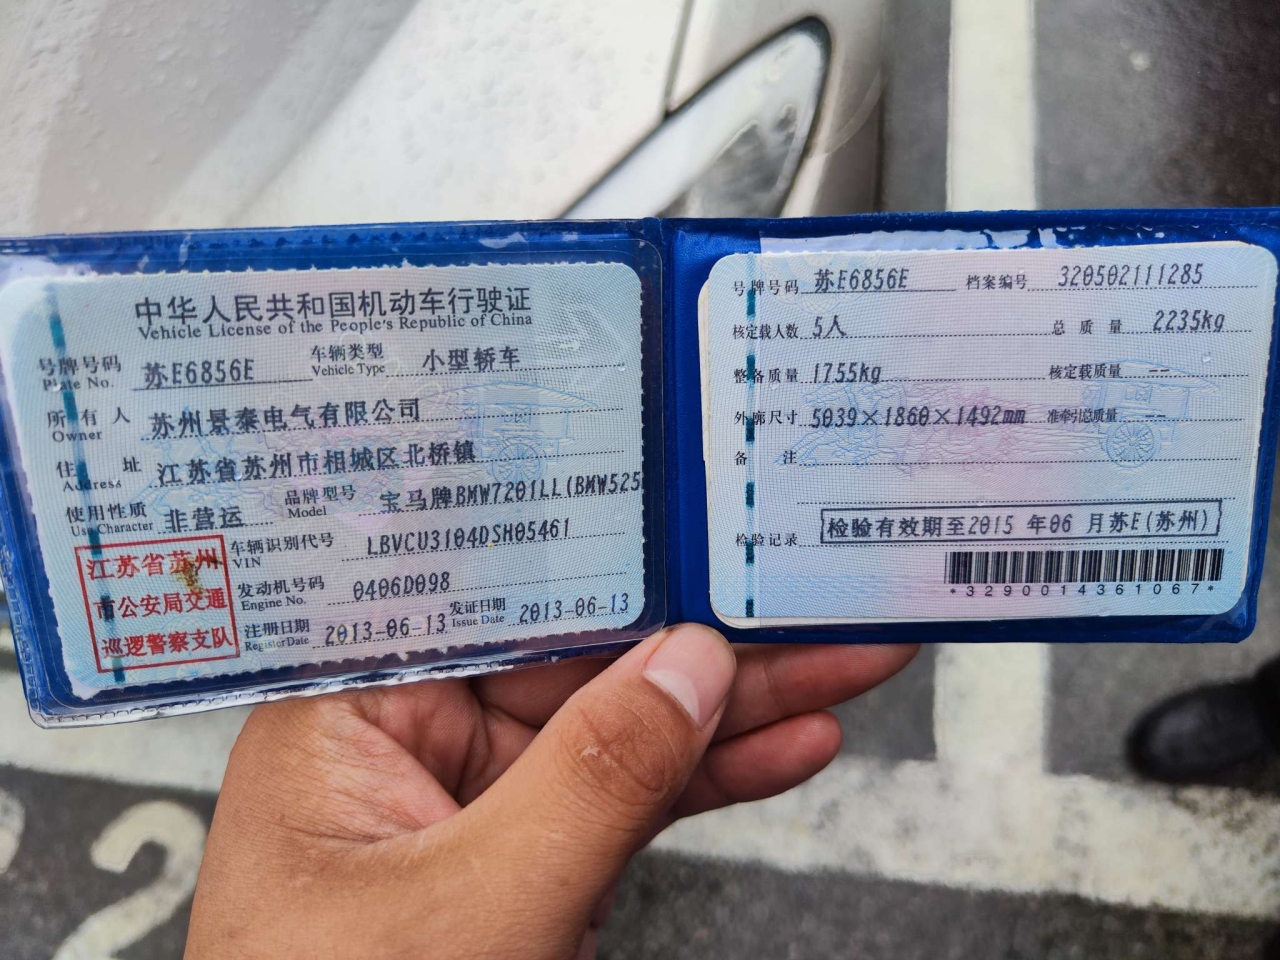 中华人民共和国机动车行驶证
Vehicle License of the People's Republic of China
号牌号码 苏E6856E 车辆类型 小型轿车
Plate No. Vehicle Type
所有人 苏州景泰电气有限公司
Owner
住址 江苏省苏州市相城区北桥镇
Address
使用性质 非营运 品牌型号 宝马牌BMW7201LL(BMW525
Use Character Model
江苏省苏州
市公安局交通
巡逻警察支队
车辆识别代号 LBVCU3104DSH05461
VIN
发动机号码 0406D098
Engine No.
注册日期 2013-06-13 发证日期 2013-06-13
Register Date Issue Date
号牌号码 苏E6856E 档案编号 320502111285
核定载人数 5人 总质量 2235kg
整备质量 1755kg 核定载质量 --
外廓尺寸 5039×1860×1492mm 准牵引总质量 --
备注
检验记录 检验有效期至2015年06月苏E(苏州)
*3290014361067*
2